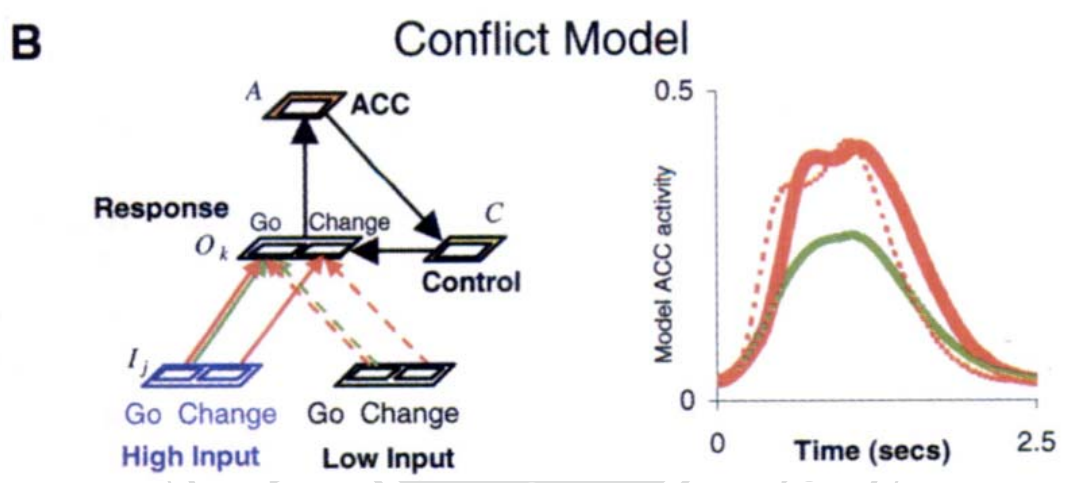 B
Conflict Model
A
ACC
Response
Go Change
O k
C
Control
I j
Go Change
Go Change
High Input
Low Input
0.5
Model ACC activity
0
0
2.5
Time (secs)